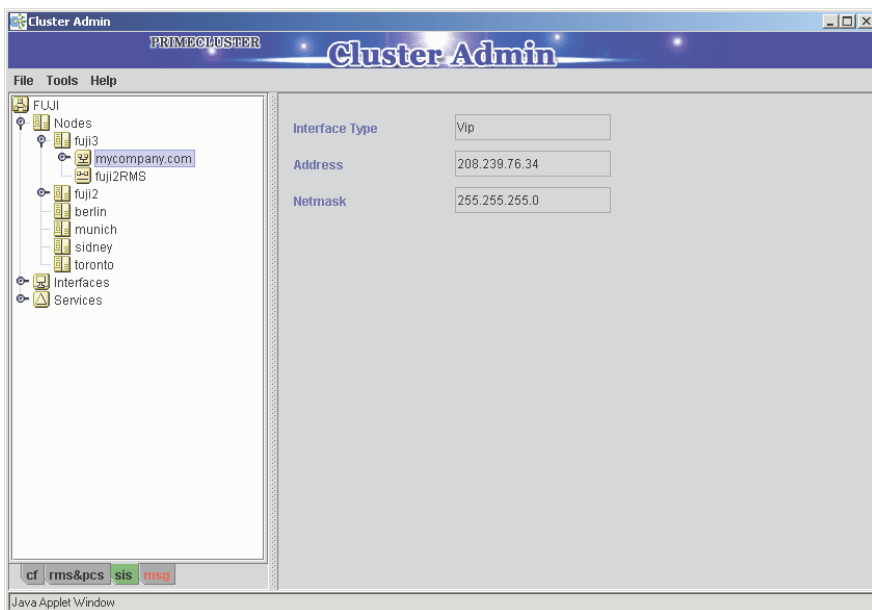 Cluster Admin
PRIMECLUSTER
Cluster Admin
File Tools Help
FUJI
Nodes
fuji3
mycompany.com
fuji2RMS
fuji2
berlin
munich
sidney
toronto
Interfaces
Services
Interface Type Vip
Address 208.239.76.34
Netmask 255.255.255.0
cf rms&pcs sis msg
Java Applet Window